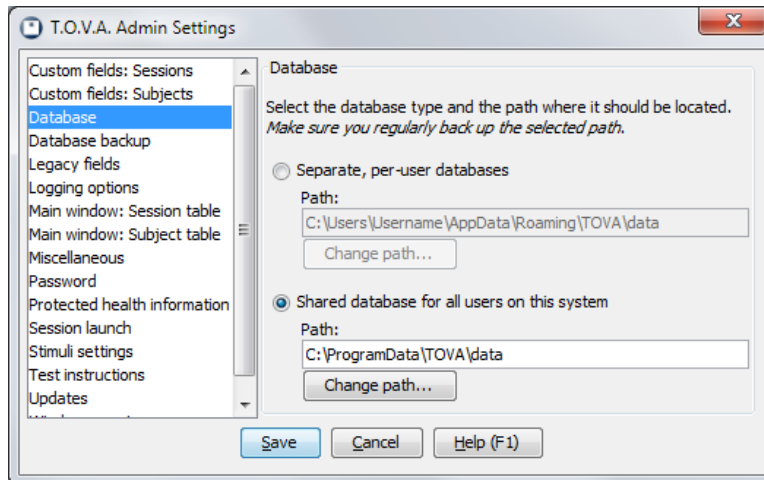 T.O.V.A. Admin Settings
Custom fields: Sessions
Custom fields: Subjects
Database
Database backup
Legacy fields
Logging options
Main window: Session table
Main window: Subject table
Miscellaneous
Password
Protected health information
Session launch
Stimuli settings
Test instructions
Updates
Database
Select the database type and the path where it should be located.
Make sure you regularly back up the selected path.
Separate, per-user databases
Path:
C:\Users\Username\AppData\Roaming\TOVA\data
Change path...
Shared database for all users on this system
Path:
C:\ProgramData\TOVA\data
Change path...
Save Cancel Help (F1)